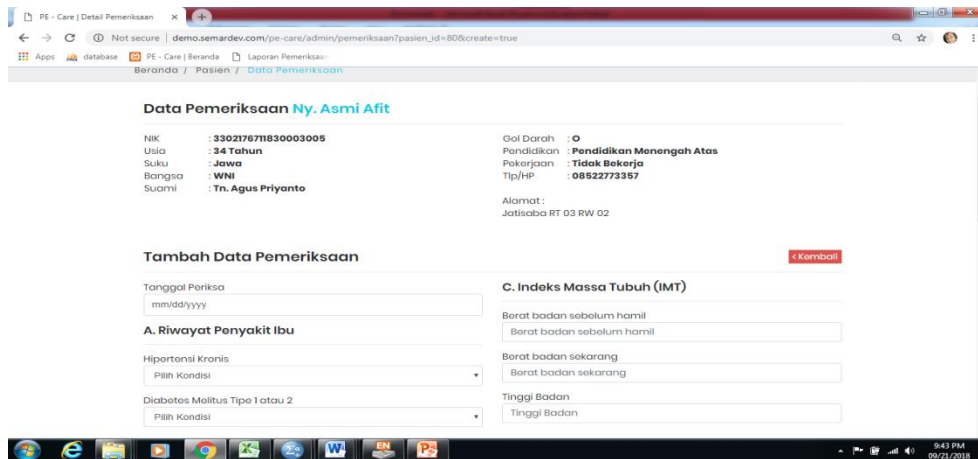 PE - Care | Detail Pemeriksaan
Not secure | demo.semardev.com/pe-care/admin/pemeriksaan?pasien_id=80&create=true
Apps database PE - Care | Beranda Laporan Pemeriksaan
Beranda / Pasien / Data Pemeriksaan
Data Pemeriksaan Ny. Asmi Afit
NIK : 3302176711830003005
Usia : 34 Tahun
Suku : Jawa
Bangsa : WNI
Suami : Tn. Agus Priyanto
Gol Darah : O
Pendidikan : Pendidikan Menengah Atas
Pekerjaan : Tidak Bekerja
Tlp/HP : 08522773357
Alamat :
Jatisaba RT 03 RW 02
Tambah Data Pemeriksaan
< Kembali
Tanggal Periksa
mm/dd/yyyy
A. Riwayat Penyakit Ibu
Hipertensi Kronis
Pilih Kondisi
Diabetes Melitus Tipe 1 atau 2
Pilih Kondisi
C. Indeks Massa Tubuh (IMT)
Berat badan sebelum hamil
Berat badan sebelum hamil
Berat badan sekarang
Berat badan sekarang
Tinggi Badan
Tinggi Badan
EN
9:43 PM
09/21/2018